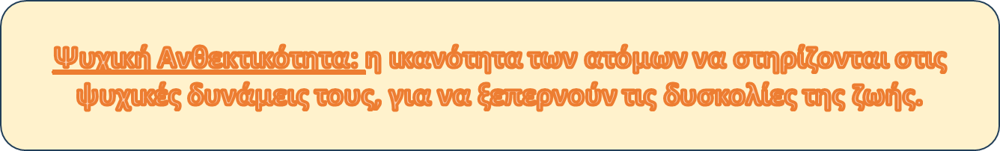 Ψυχική Ανθεκτικότητα: η ικανότητα των ατόμων να στηρίζονται στις
ψυχικές δυνάμεις τους, για να ξεπερνούν τις δυσκολίες της ζωής.